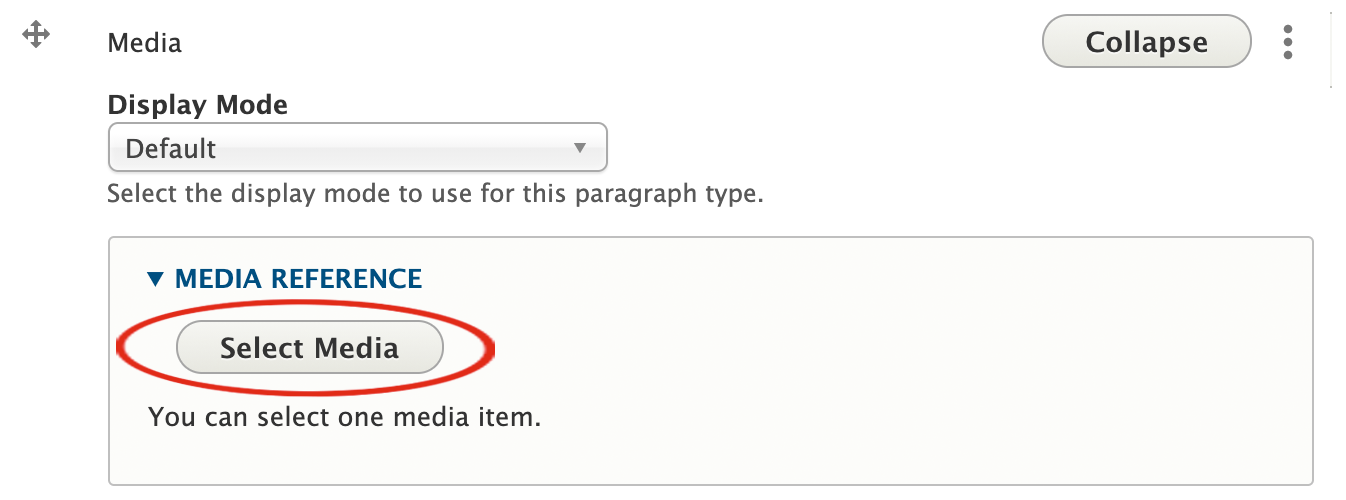 Media
Collapse
Display Mode
Default
Select the display mode to use for this paragraph type.
MEDIA REFERENCE
Select Media
You can select one media item.